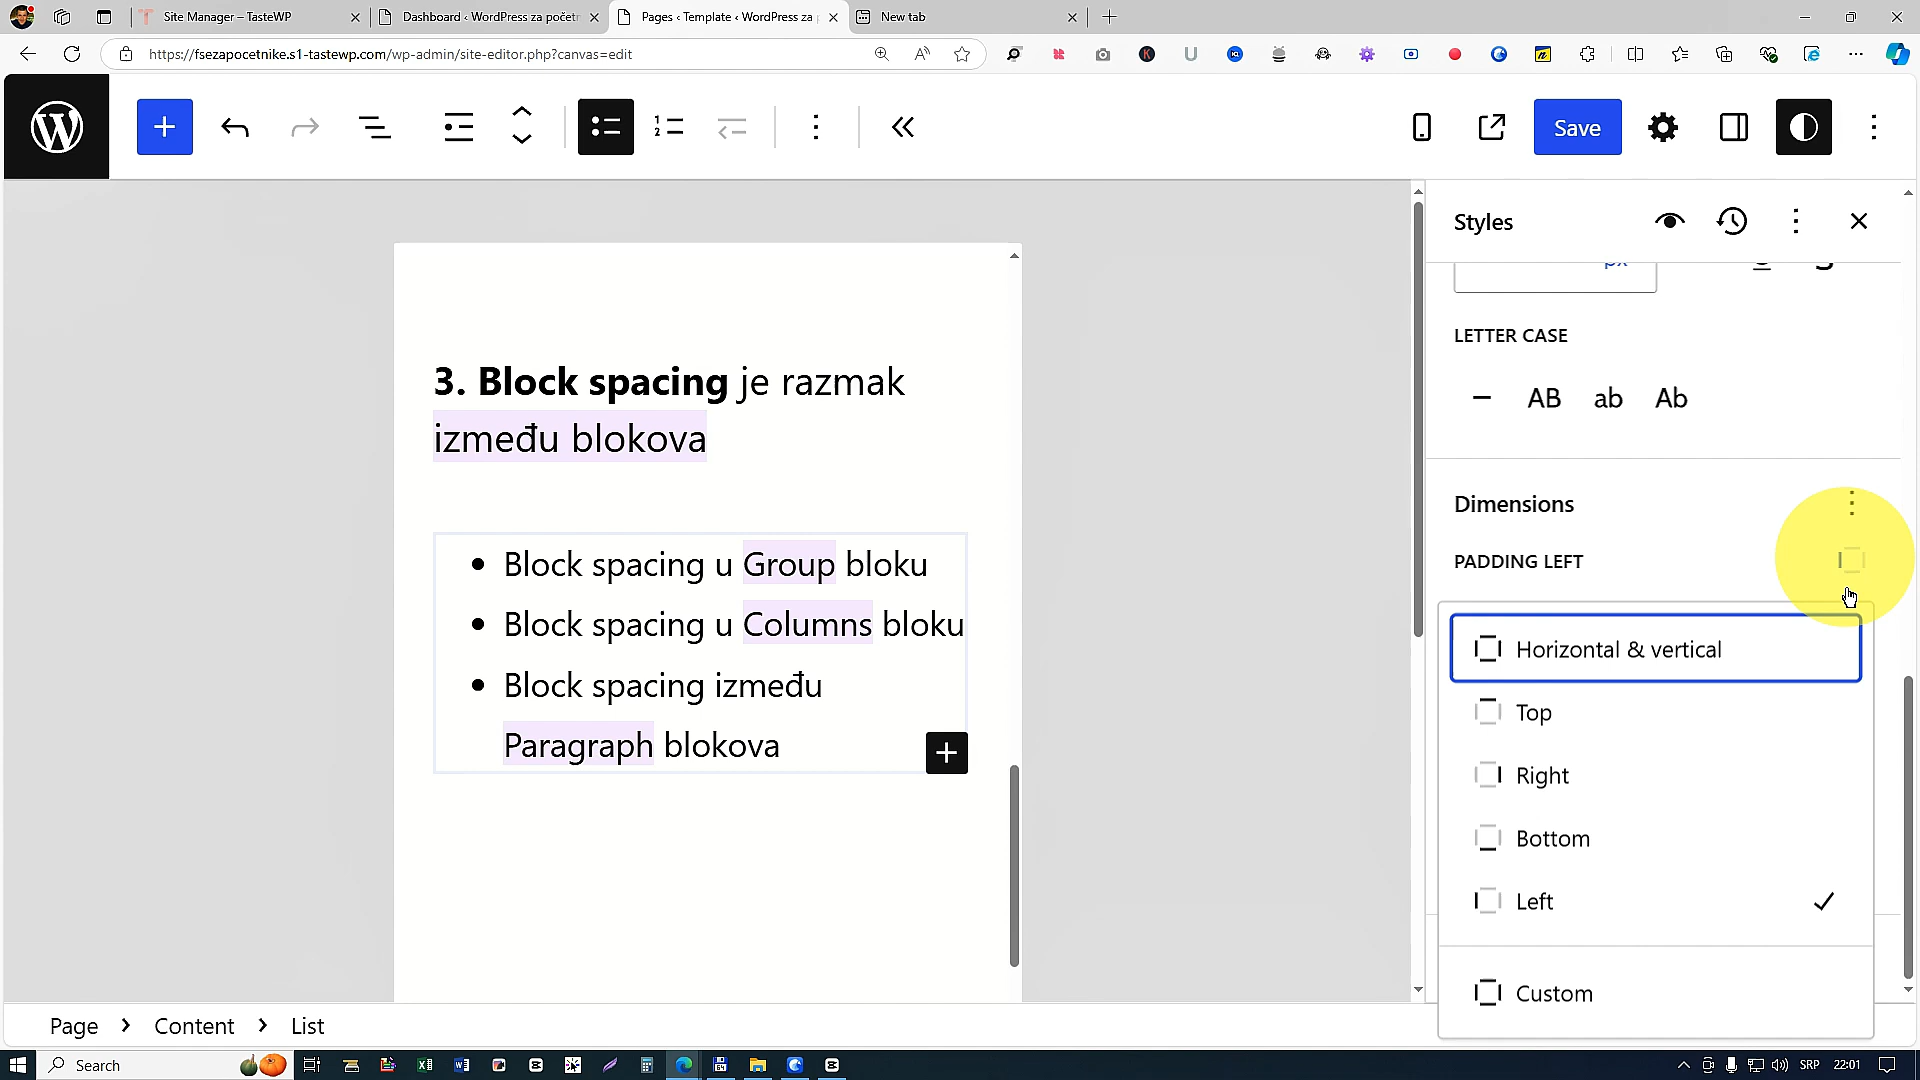 Site Manager – TasteWP
Dashboard ‹ WordPress za počet
Pages ‹ Template ‹ WordPress za p
New tab
https://fsezapocetnike.s1-tastewp.com/wp-admin/site-editor.php?canvas=edit
Save
Styles
px
LETTER CASE
AB ab Ab
Dimensions
PADDING LEFT
Horizontal & vertical
Top
Right
Bottom
Left
Custom
3. Block spacing je razmak
između blokova
Block spacing u Group bloku
Block spacing u Columns bloku
Block spacing između
Paragraph blokova
Page > Content > List
Search
SRP 22:01